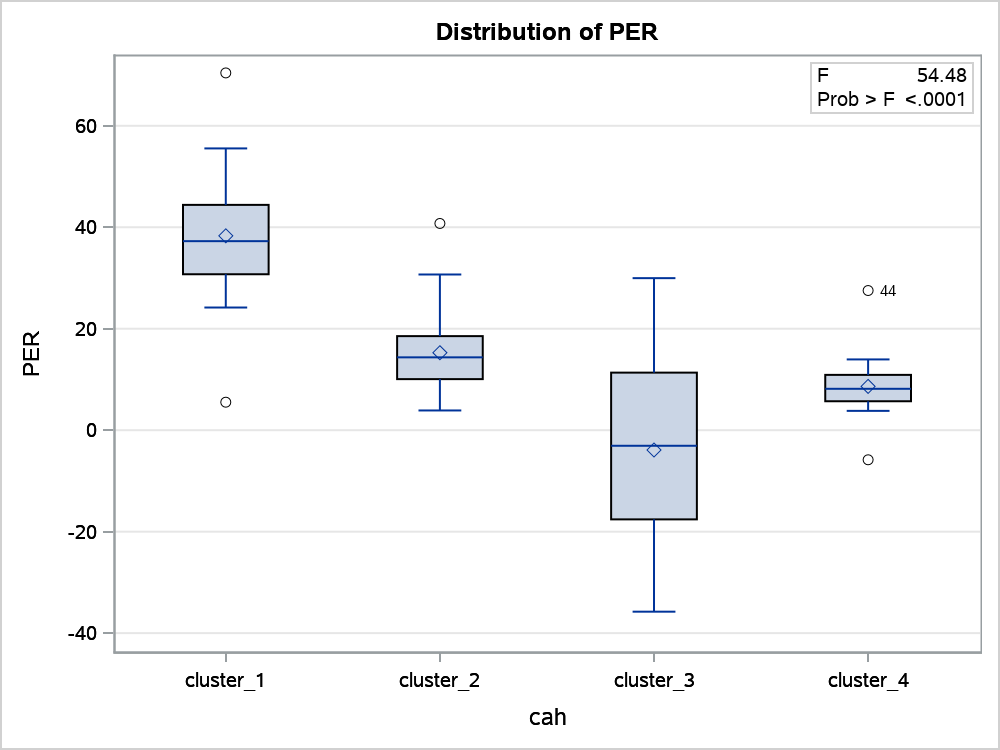 Distribution of PER
F 54.48
Prob > F <.0001
60
40
20
0
-20
-40
PER
44
cluster_1 cluster_2 cluster_3 cluster_4
cah